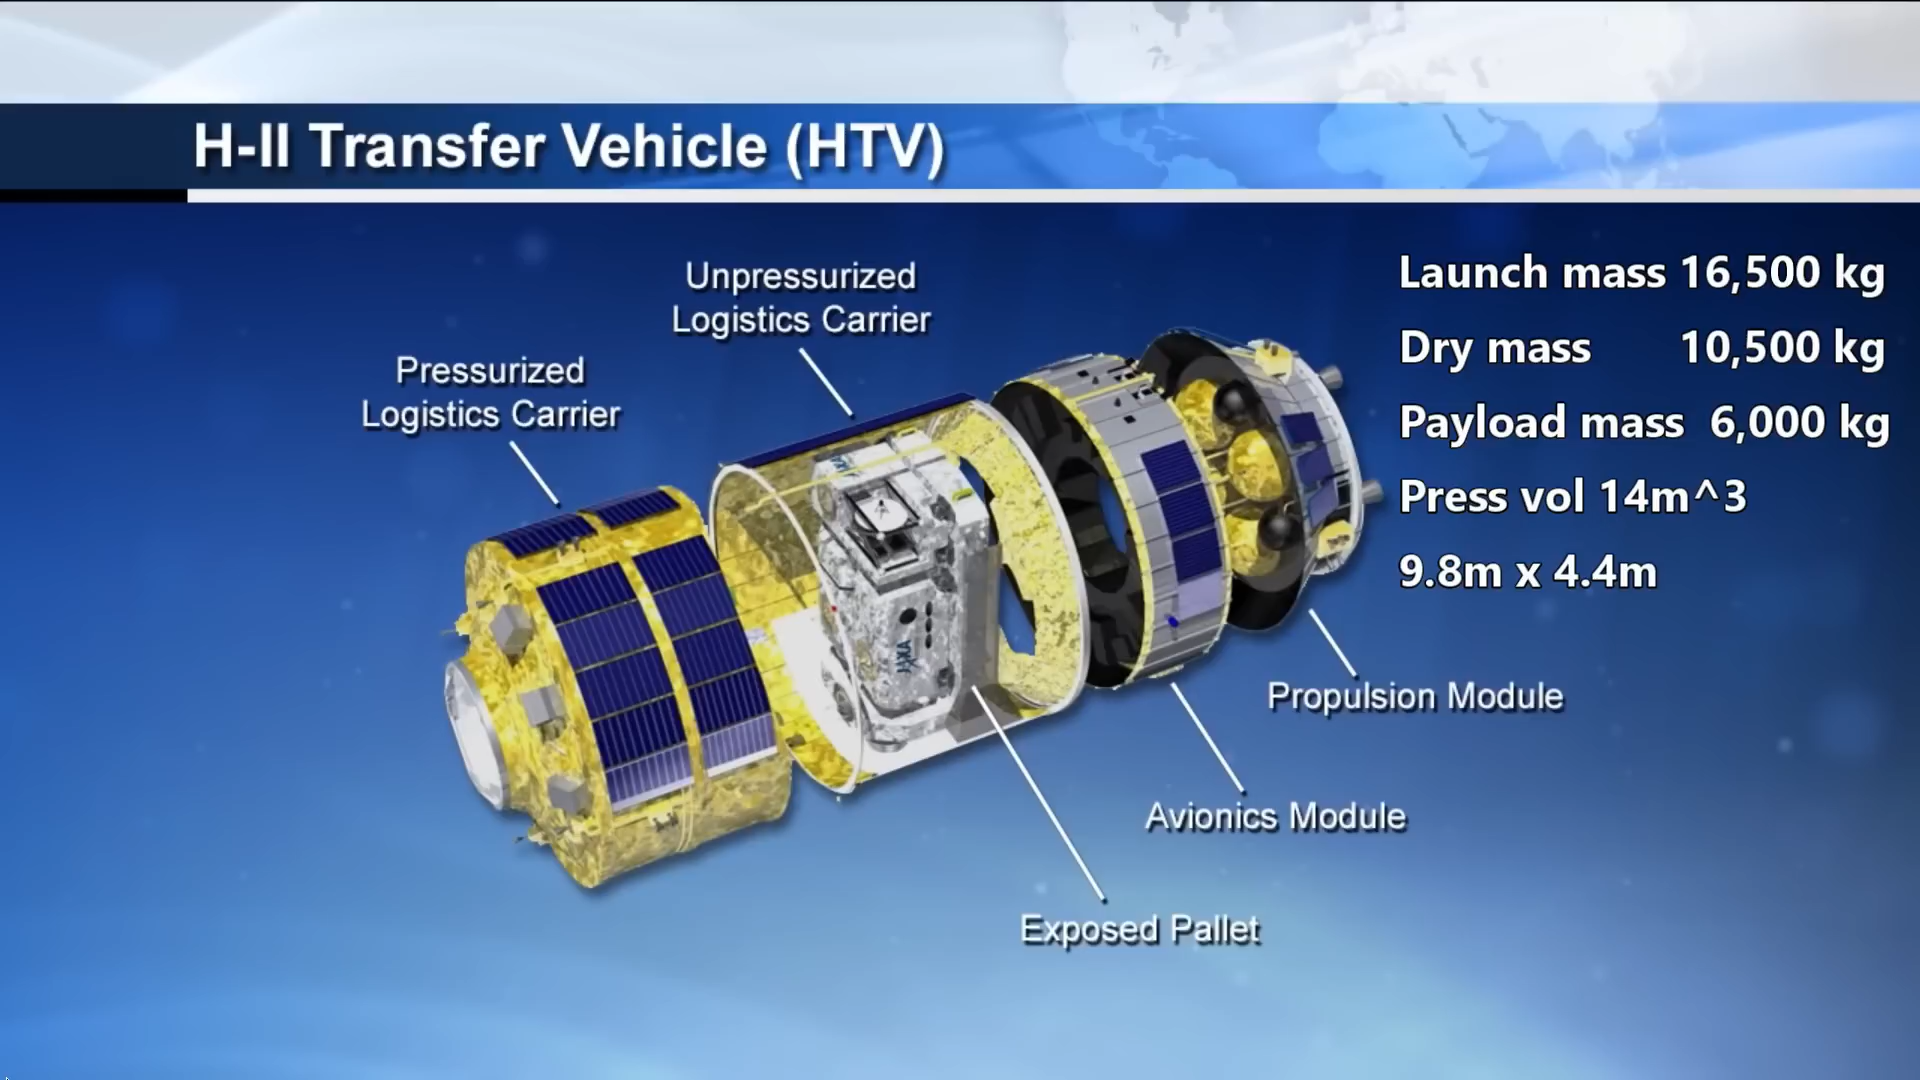 H-II Transfer Vehicle (HTV)
Unpressurized
Logistics Carrier
Pressurized
Logistics Carrier
Launch mass 16,500 kg
Dry mass 10,500 kg
Payload mass 6,000 kg
Press vol 14m^3
9.8m x 4.4m
JAXA
Propulsion Module
Avionics Module
Exposed Pallet